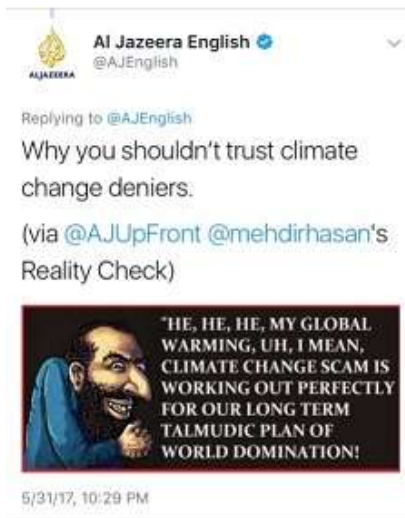 Al Jazeera English
@AJEnglish
ALJAZEERA
Replying to @AJEnglish
Why you shouldn't trust climate
change deniers.
(via @AJUpFront @mehdirhasan's
Reality Check)
"HE, HE, HE, MY GLOBAL
WARMING, UH, I MEAN,
CLIMATE CHANGE SCAM IS
WORKING OUT PERFECTLY
FOR OUR LONG TERM
TALMUDIC PLAN OF
WORLD DOMINATION!
5/31/17, 10:29 PM